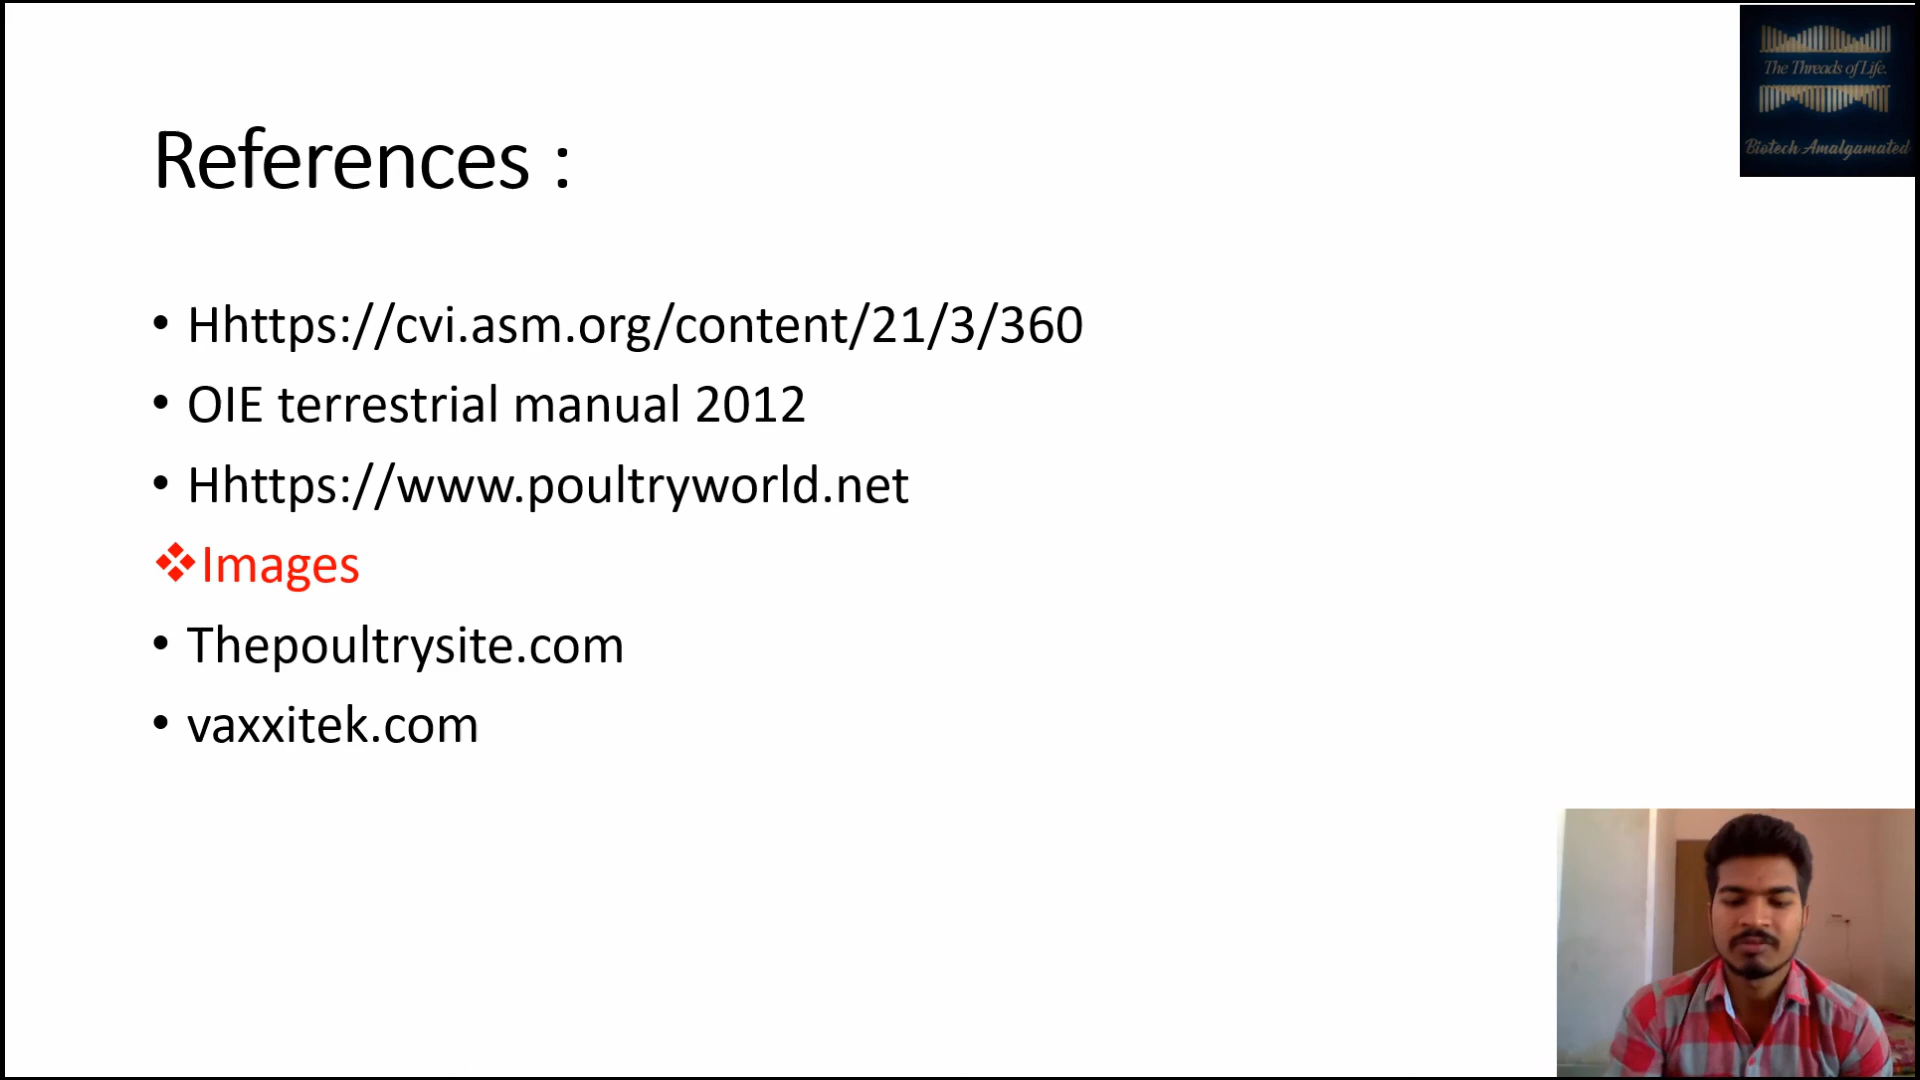 The Threads of Life.
Biotech Amalgamated
References :
• Hhttps://cvi.asm.org/content/21/3/360
• OIE terrestrial manual 2012
• Hhttps://www.poultryworld.net
❖Images
• Thepoultrysite.com
• vaxxitek.com